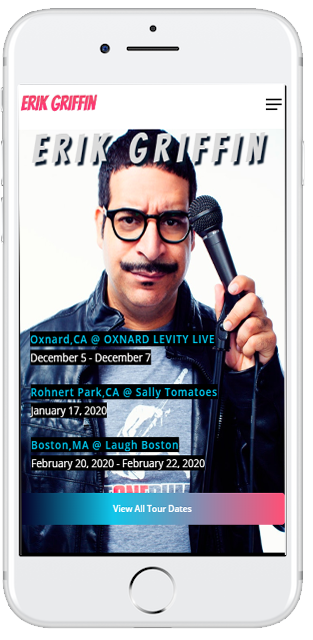 ERIK GRIFFIN
ERIK GRIFFIN
Oxnard,CA @ OXNARD LEVITY LIVE
December 5 - December 7
Rohnert Park,CA @ Sally Tomatoes
January 17, 2020
Boston,MA @ Laugh Boston
February 20, 2020 - February 22, 2020
View All Tour Dates